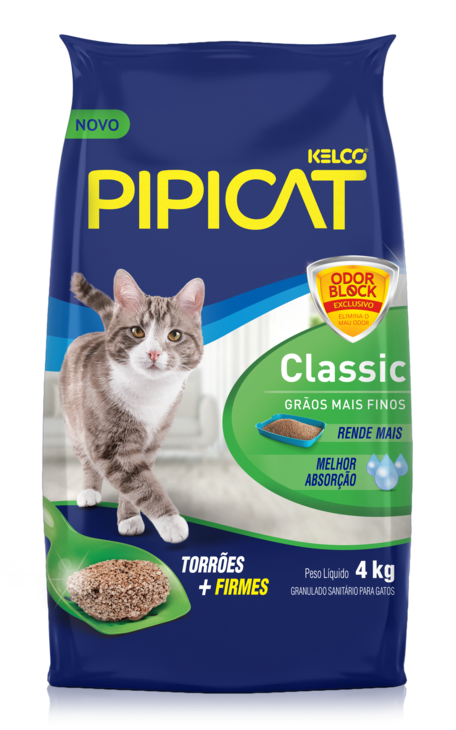 NOVO
KELCO
PIPICAT
ODOR
BLOCK
EXCLUSIVO
ELIMINA O
MAU ODOR
Classic
GRÃOS MAIS FINOS
RENDE MAIS
MELHOR
ABSORÇÃO
TORRÕES
+ FIRMES
Peso Líquido 4 kg
GRANULADO SANITÁRIO PARA GATOS